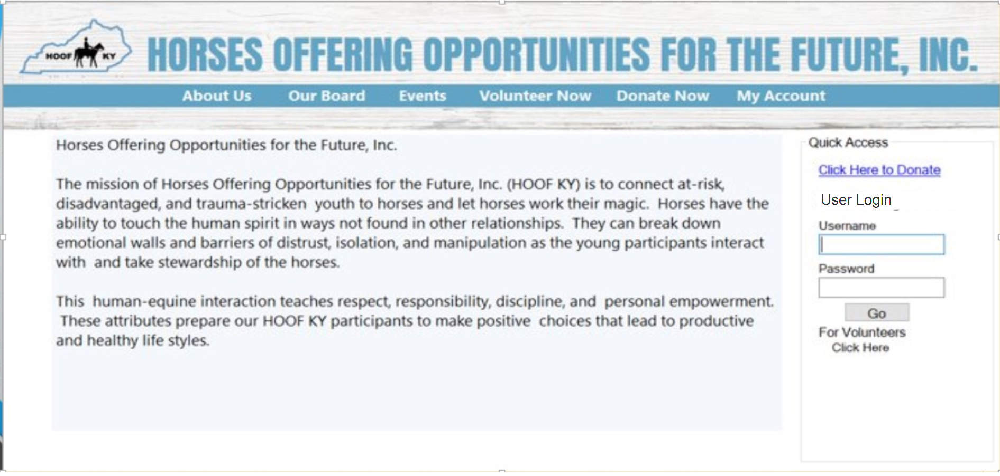 HOOF KY
HORSES OFFERING OPPORTUNITIES FOR THE FUTURE, INC.
About Us Our Board Events Volunteer Now Donate Now My Account
Horses Offering Opportunities for the Future, Inc.
The mission of Horses Offering Opportunities for the Future, Inc. (HOOF KY) is to connect at-risk,
disadvantaged, and trauma-stricken  youth to horses and let horses work their magic.  Horses have the
ability to touch the human spirit in ways not found in other relationships.  They can break down
emotional walls and barriers of distrust, isolation, and manipulation as the young participants interact
with  and take stewardship of the horses.
This  human-equine interaction teaches respect, responsibility, discipline, and  personal empowerment.
These attributes prepare our HOOF KY participants to make positive  choices that lead to productive
and healthy life styles.
Quick Access
Click Here to Donate
User Login
Username
Password
Go
For Volunteers
Click Here